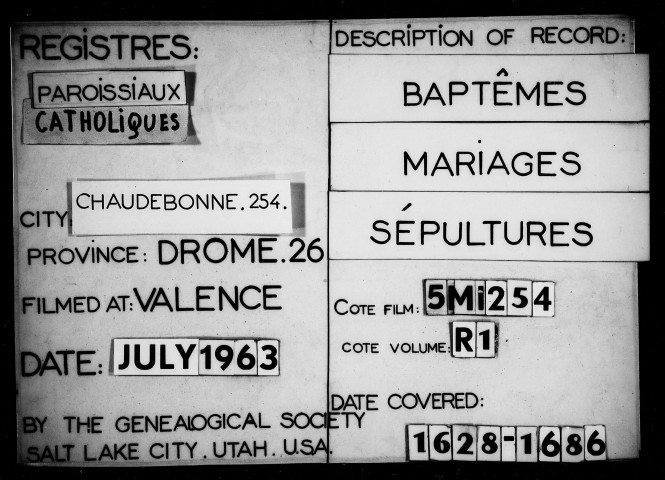 REGISTRES:
PAROISSIAUX
CATHOLIQUES
CITY: CHAUDEBONNE.254.
PROVINCE: DROME.26
FILMED AT: VALENCE
DATE: JULY 1963
BY THE GENEALOGICAL SOCIETY
SALT LAKE CITY. UTAH. U.S.A.
DESCRIPTION OF RECORD:
BAPTÊMES
MARIAGES
SÉPULTURES
COTE FILM: 5Mi254
COTE VOLUME: R1
DATE COVERED:
1628-1686